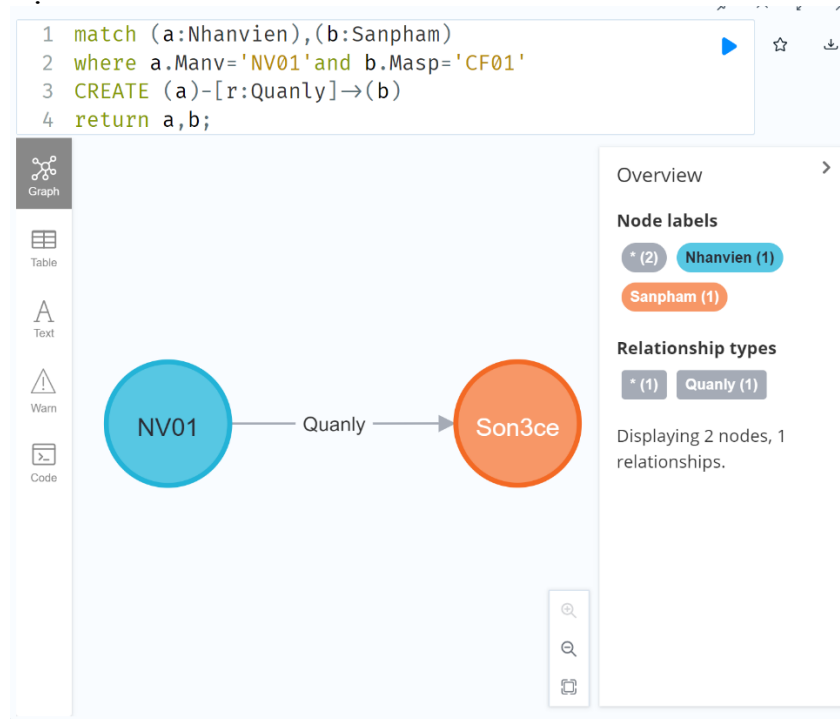 1 match (a:Nhanvien),(b:Sanpham)
2 where a.Manv='NV01'and b.Masp='CF01'
3 CREATE (a)-[r:Quanly]→(b)
4 return a,b;
Graph
Table
Text
Warn
Code
NV01
Quanly
Son3ce
Overview
Node labels
* (2) Nhanvien (1)
Sanpham (1)
Relationship types
* (1) Quanly (1)
Displaying 2 nodes, 1
relationships.